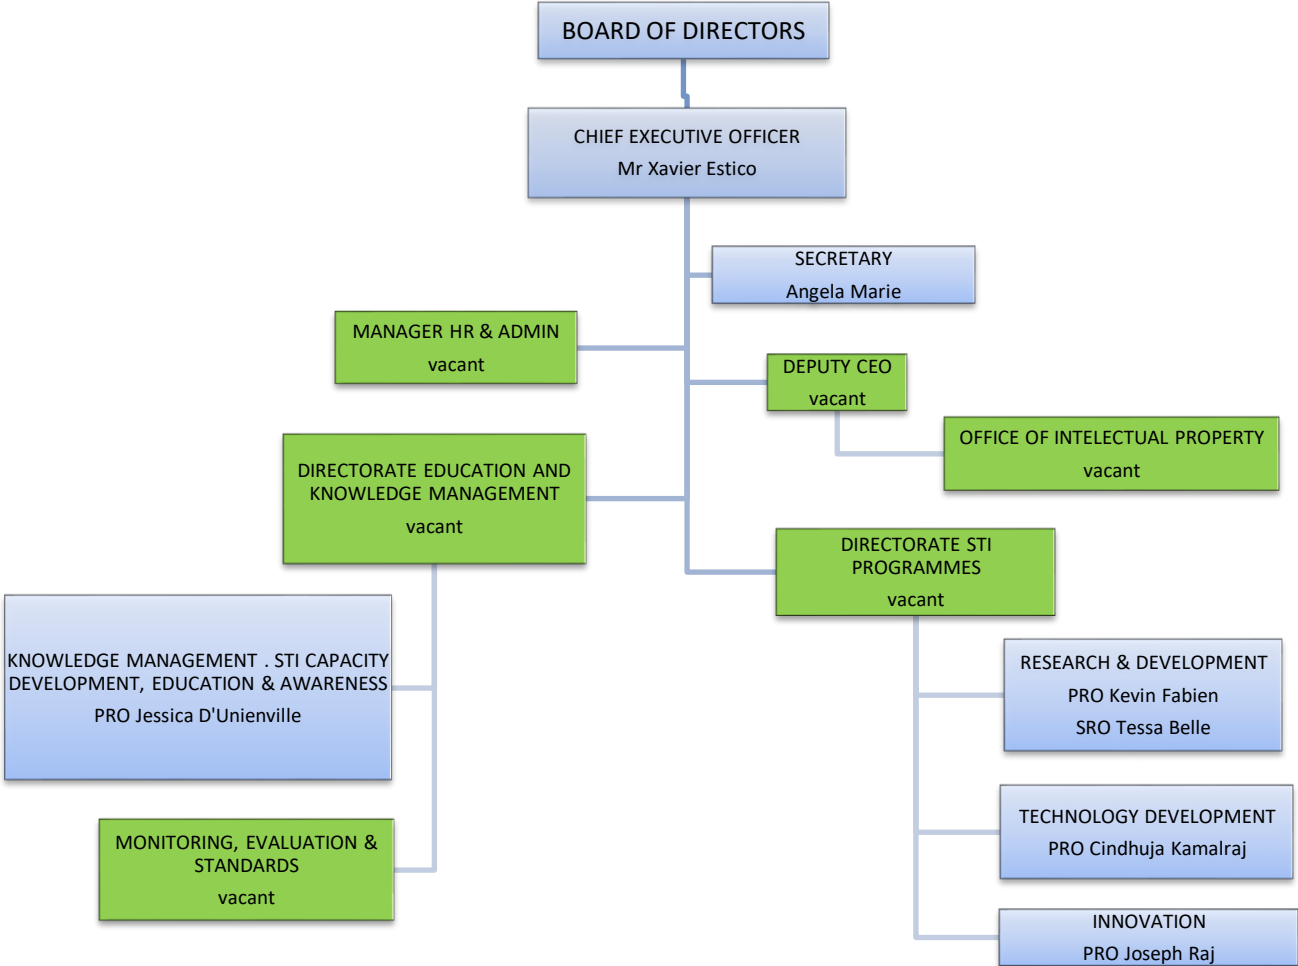 BOARD OF DIRECTORS
CHIEF EXECUTIVE OFFICER
Mr Xavier Estico
SECRETARY
Angela Marie
MANAGER HR & ADMIN
vacant
DEPUTY CEO
vacant
OFFICE OF INTELECTUAL PROPERTY
vacant
DIRECTORATE EDUCATION AND
KNOWLEDGE MANAGEMENT
vacant
DIRECTORATE STI
PROGRAMMES
vacant
KNOWLEDGE MANAGEMENT . STI CAPACITY
DEVELOPMENT, EDUCATION & AWARENESS
PRO Jessica D'Unienville
RESEARCH & DEVELOPMENT
PRO Kevin Fabien
SRO Tessa Belle
MONITORING, EVALUATION &
STANDARDS
vacant
TECHNOLOGY DEVELOPMENT
PRO Cindhuja Kamalraj
INNOVATION
PRO Joseph Raj